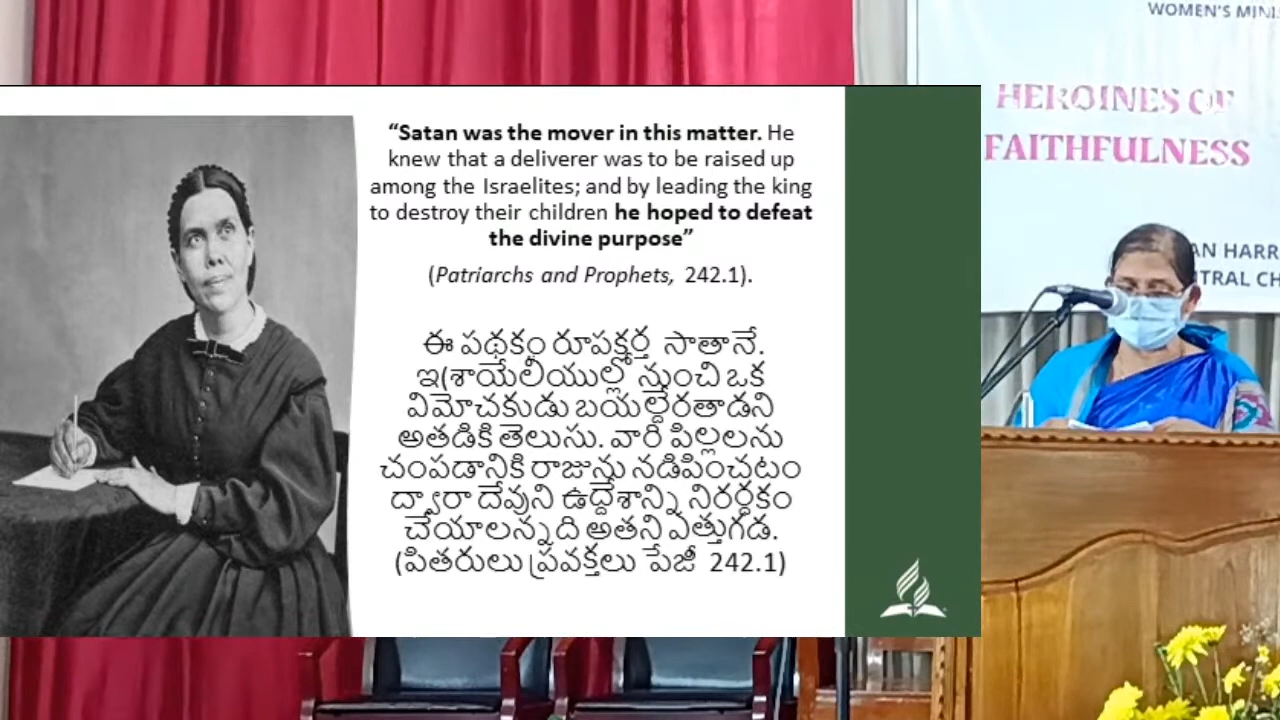 WOMEN'S
HEROINES OF
FAITHFULNESS
“Satan was the mover in this matter. He
knew that a deliverer was to be raised up
among the Israelites; and by leading the king
to destroy their children he hoped to defeat
the divine purpose”
(Patriarchs and Prophets, 242.1).
ఈ పథకం రూపకర్త సాతానే.
ఇశ్రాయేలీయుల్లో నుంచి ఒక
విమోచకుడు బయల్దేరతాడని
అతడికి తెలుసు. వారి పిల్లలను
చంపడానికి రాజును నడిపించటం
ద్వారా దేవుని ఉద్దేశాన్ని నిరర్ధకం
చేయాలన్నది అతని ఎత్తుగడ.
(పితరులు ప్రవక్తలు పేజీ 242.1)